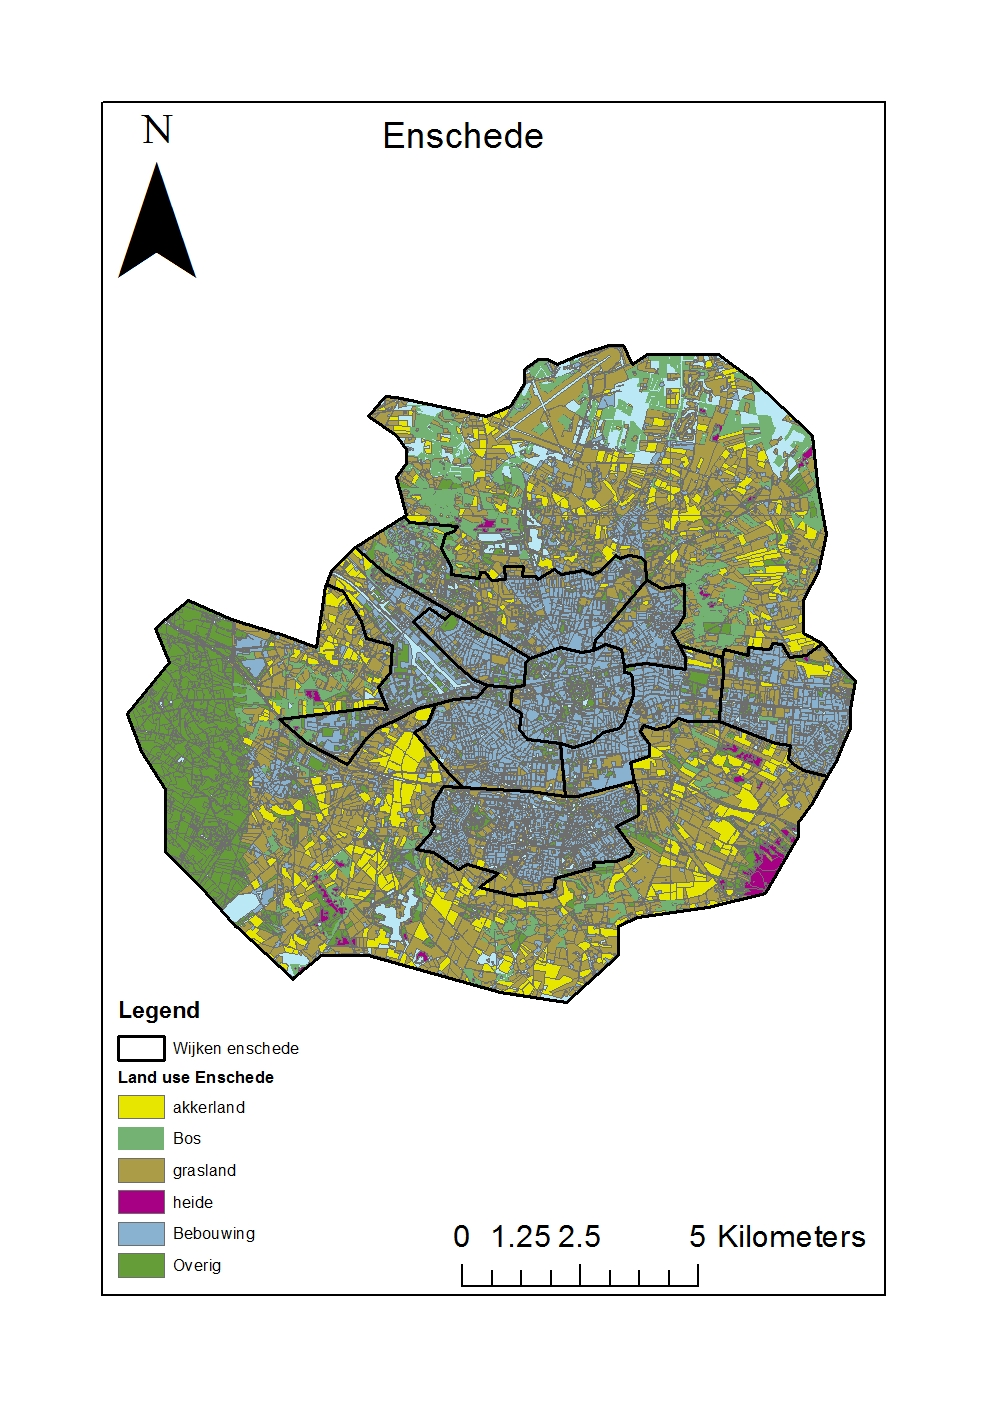 N
Enschede
Legend
Wijken enschede
Land use Enschede
akkerland
Bos
grasland
heide
Bebouwing
Overig
0 1.25 2.5 5 Kilometers